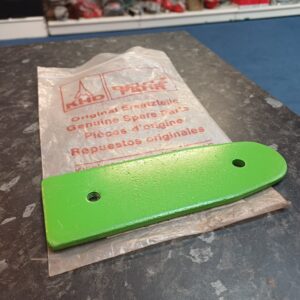 KHD
Original Ersatzteile
Genuine Spare Parts
Pièces d'origine
Repuestos originales